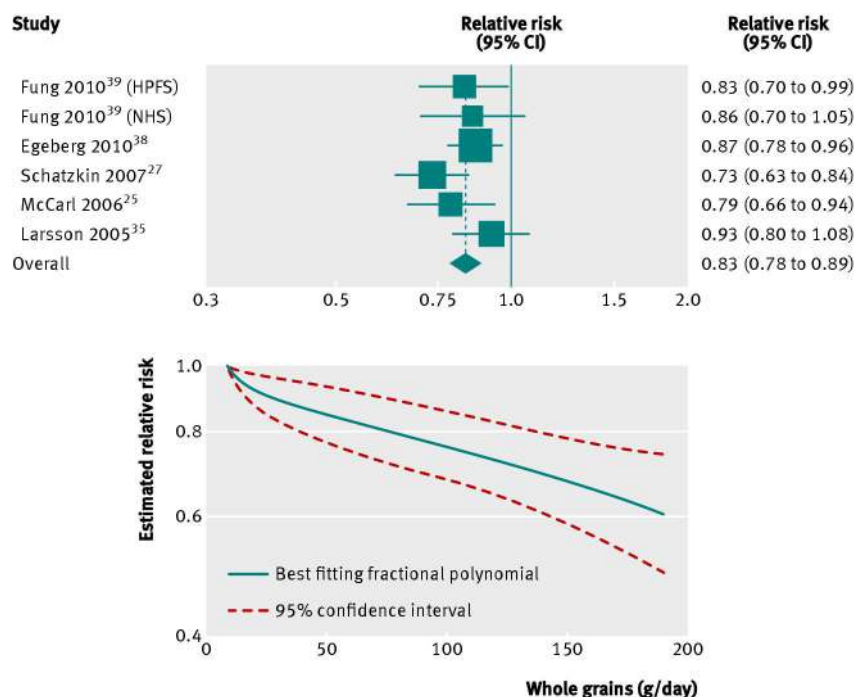 Study Relative risk (95% CI) Relative risk (95% CI)
Fung 2010³⁹ (HPFS) 0.83 (0.70 to 0.99)
Fung 2010³⁹ (NHS) 0.86 (0.70 to 1.05)
Egeberg 2010³⁸ 0.87 (0.78 to 0.96)
Schatzkin 2007²⁷ 0.73 (0.63 to 0.84)
McCarl 2006²⁵ 0.79 (0.66 to 0.94)
Larsson 2005³⁵ 0.93 (0.80 to 1.08)
Overall 0.83 (0.78 to 0.89)
0.3 0.5 0.75 1.0 1.5 2.0
Estimated relative risk
1.0
0.8
0.6
Best fitting fractional polynomial
95% confidence interval
0.4
0 50 100 150 200
Whole grains (g/day)